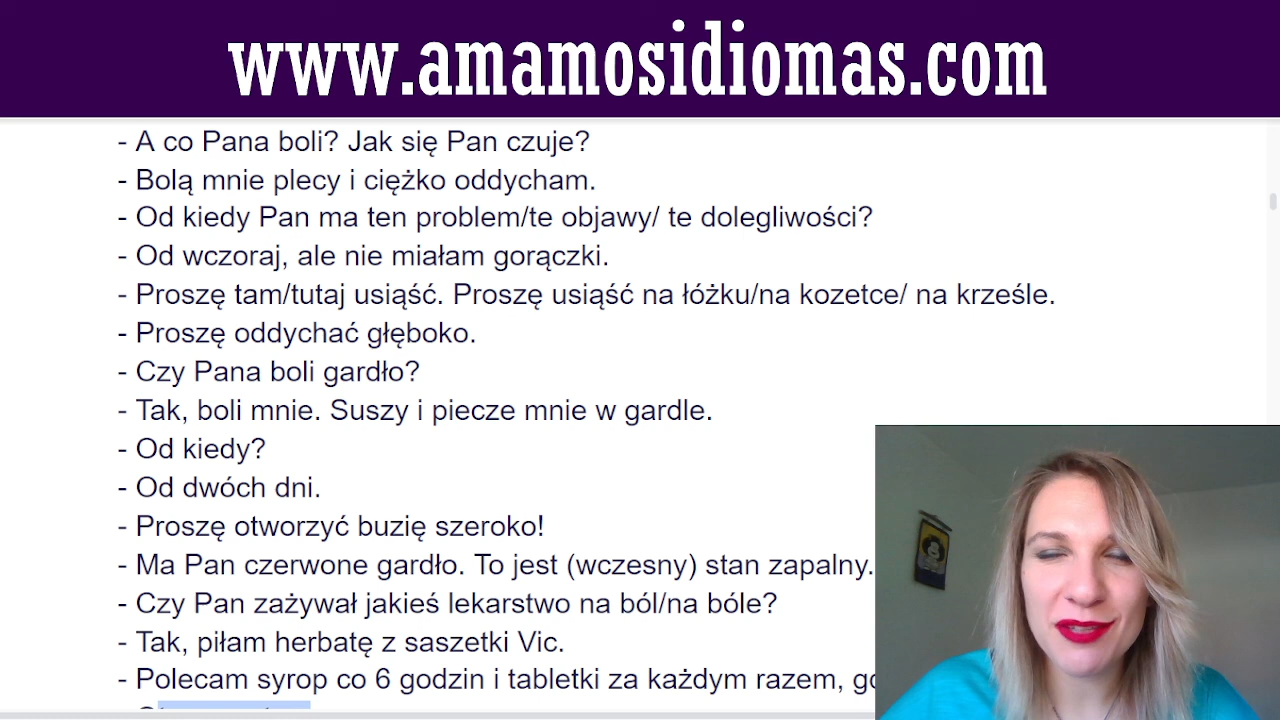 www.amamosidiomas.com
- A co Pana boli? Jak się Pan czuje?
- Bolą mnie plecy i ciężko oddycham.
- Od kiedy Pan ma ten problem/te objawy/ te dolegliwości?
- Od wczoraj, ale nie miałam gorączki.
- Proszę tam/tutaj usiąść. Proszę usiąść na łóżku/na kozetce/ na krześle.
- Proszę oddychać głęboko.
- Czy Pana boli gardło?
- Tak, boli mnie. Suszy i piecze mnie w gardle.
- Od kiedy?
- Od dwóch dni.
- Proszę otworzyć buzię szeroko!
- Ma Pan czerwone gardło. To jest (wczesny) stan zapalny.
- Czy Pan zażywał jakieś lekarstwo na ból/na bóle?
- Tak, piłam herbatę z saszetki Vic.
- Polecam syrop co 6 godzin i tabletki za każdym razem,